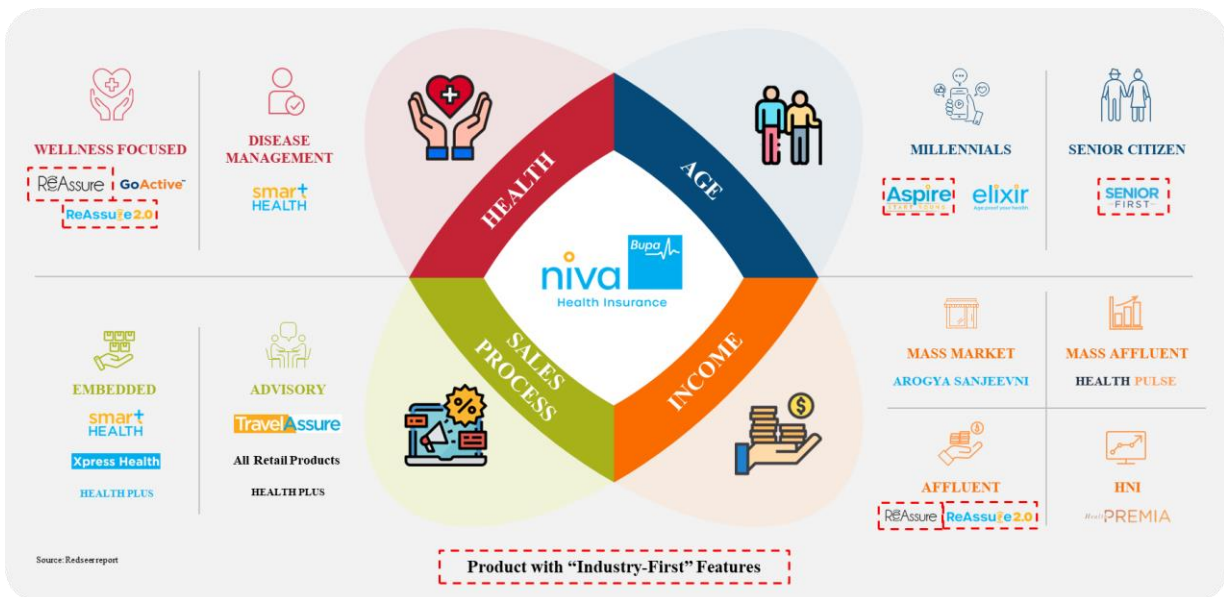 WELLNESS FOCUSED
ReAssure GoActive™
ReAssure 2.0
DISEASE
MANAGEMENT
smart
HEALTH
HEALTH
AGE
MILLENNIALS
Aspire
START YOUNG
elixir
Age-proof your health
SENIOR CITIZEN
SENIOR
FIRST
niva
Bupa
Health Insurance
EMBEDDED
smart
HEALTH
Xpress Health
HEALTH PLUS
ADVISORY
TravelAssure
All Retail Products
HEALTH PLUS
SALES
PROCESS
INCOME
MASS MARKET
AROGYA SANJEEVNI
MASS AFFLUENT
HEALTH PULSE
AFFLUENT
ReAssure ReAssure 2.0
HNI
PREMIA
Source: Redseerreport
Product with “Industry-First” Features